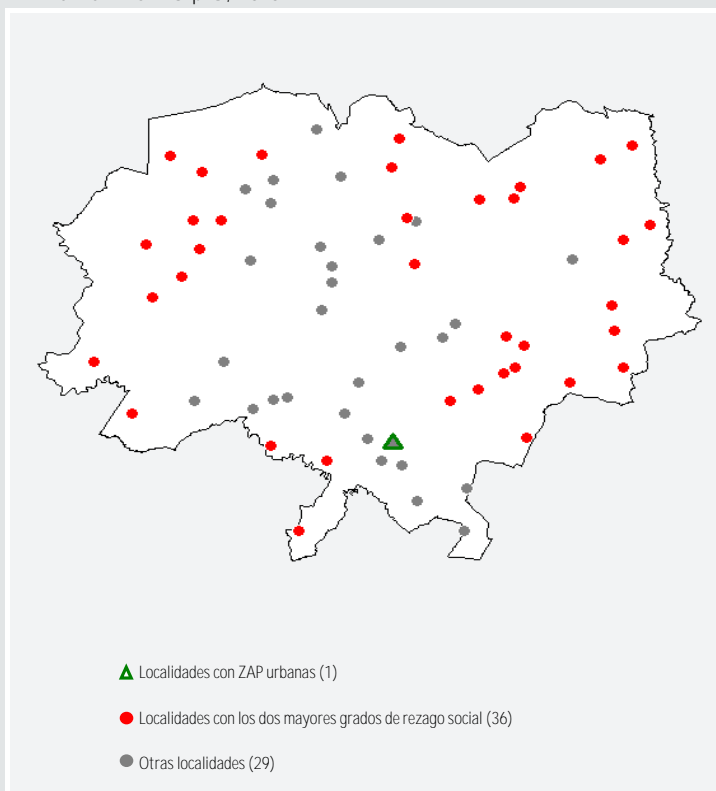 Localidades con ZAP urbanas (1)
Localidades con los dos mayores grados de rezago social (36)
Otras localidades (29)